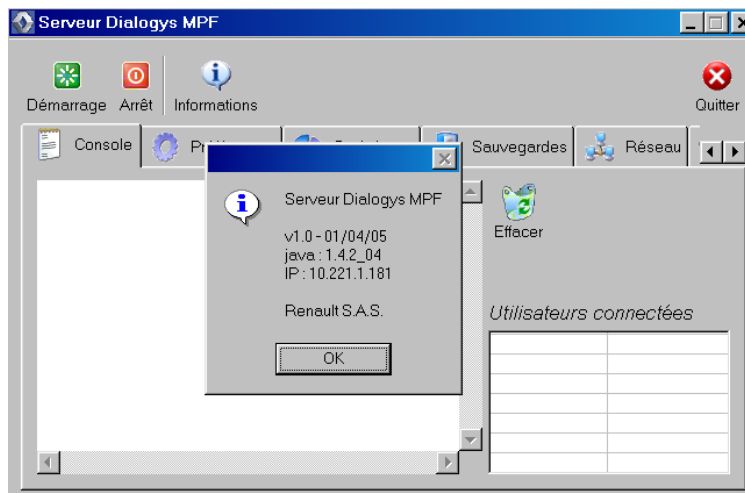 Serveur Dialogys MPF
Démarrage Arrêt Informations Quitter
Console Sauvegardes Réseau
Serveur Dialogys MPF
v1.0 - 01/04/05
java : 1.4.2_04
IP : 10.221.1.181
Renault S.A.S.
OK
Effacer
Utilisateurs connectées